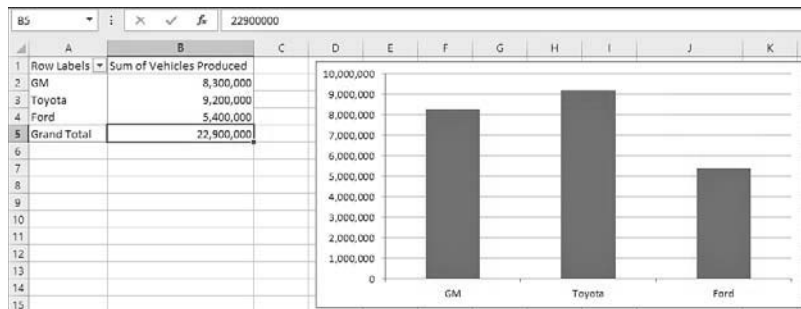 B5 fx 22900000
A B C D E F G H I J K
1 Row Labels Sum of Vehicles Produced
2 GM 8,300,000
3 Toyota 9,200,000
4 Ford 5,400,000
5 Grand Total 22,900,000
6
7
8
9
10
11
12
13
14
15
10,000,000
9,000,000
8,000,000
7,000,000
6,000,000
5,000,000
4,000,000
3,000,000
2,000,000
1,000,000
0
GM Toyota Ford